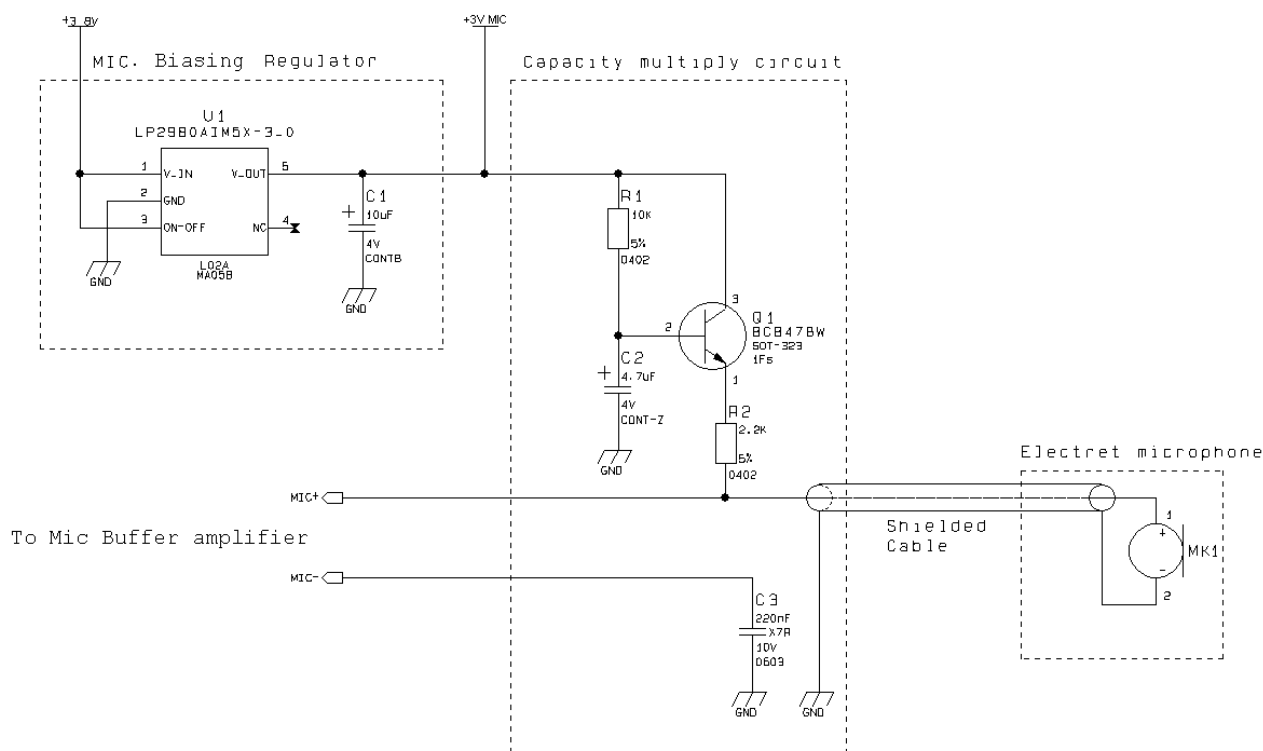 +3.8V
+3V MIC
MIC. Biasing Regulator
Capacity multiply circuit
U1
LP2980AIM5X-3.0
1
V_IN
V_OUT
5
2
GND
3
ON-OFF
NC
4
L02A
MA05B
GND
C1
+
10uF
4V
CONTB
GND
R1
10K
5%
0402
2
3
Q1
BC847BW
SOT-323
1Fs
1
C2
+
4.7uF
4V
CONT-Z
GND
R2
2.2K
5%
0402
Electret microphone
MIC+
Shielded
Cable
1
+
-
MK1
2
To Mic Buffer amplifier
MIC-
C3
220nF
X7R
10V
0603
GND
GND